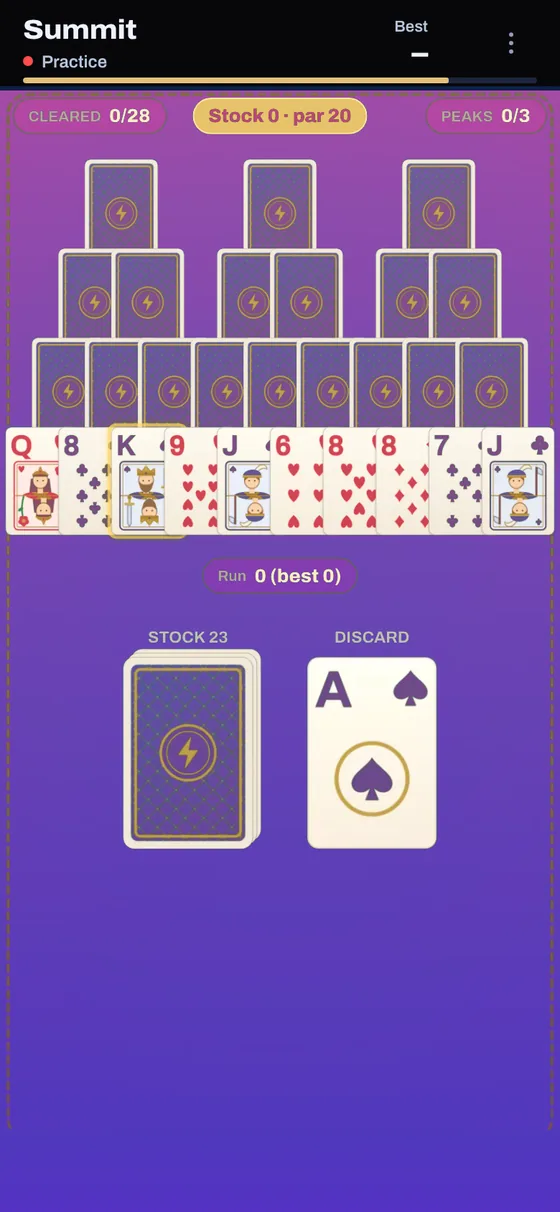 Summit
Best
Practice
–
CLEARED 0/28
Stock 0 · par 20
PEAKS 0/3
Q 8 K 9 J 6 8 8 7 J
Run 0 (best 0)
STOCK 23
DISCARD
A